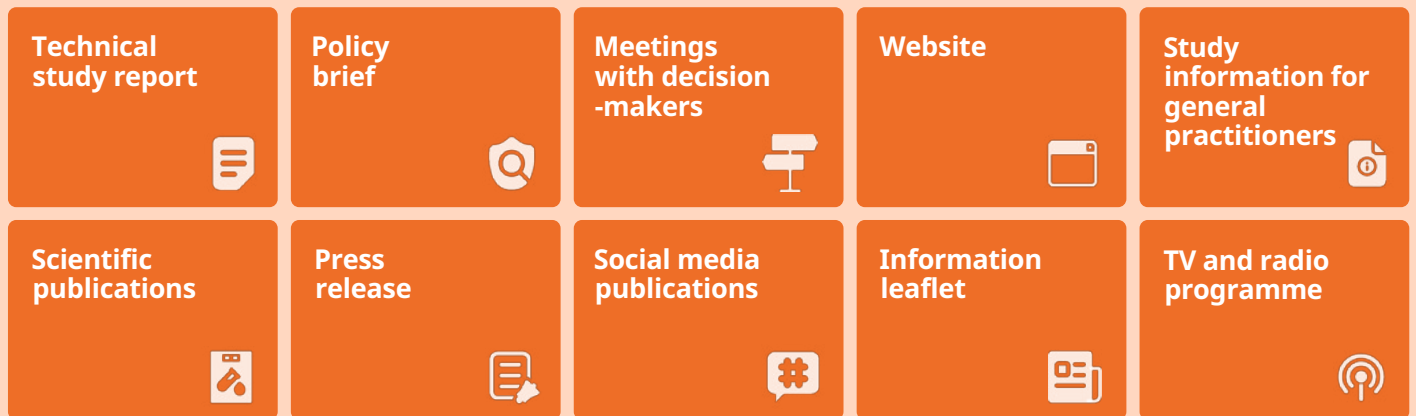 Technical
study report
Policy
brief
Meetings
with decision
-makers
Website
Study
information for
general
practitioners
Scientific
publications
Press
release
Social media
publications
#
Information
leaflet
TV and radio
programme